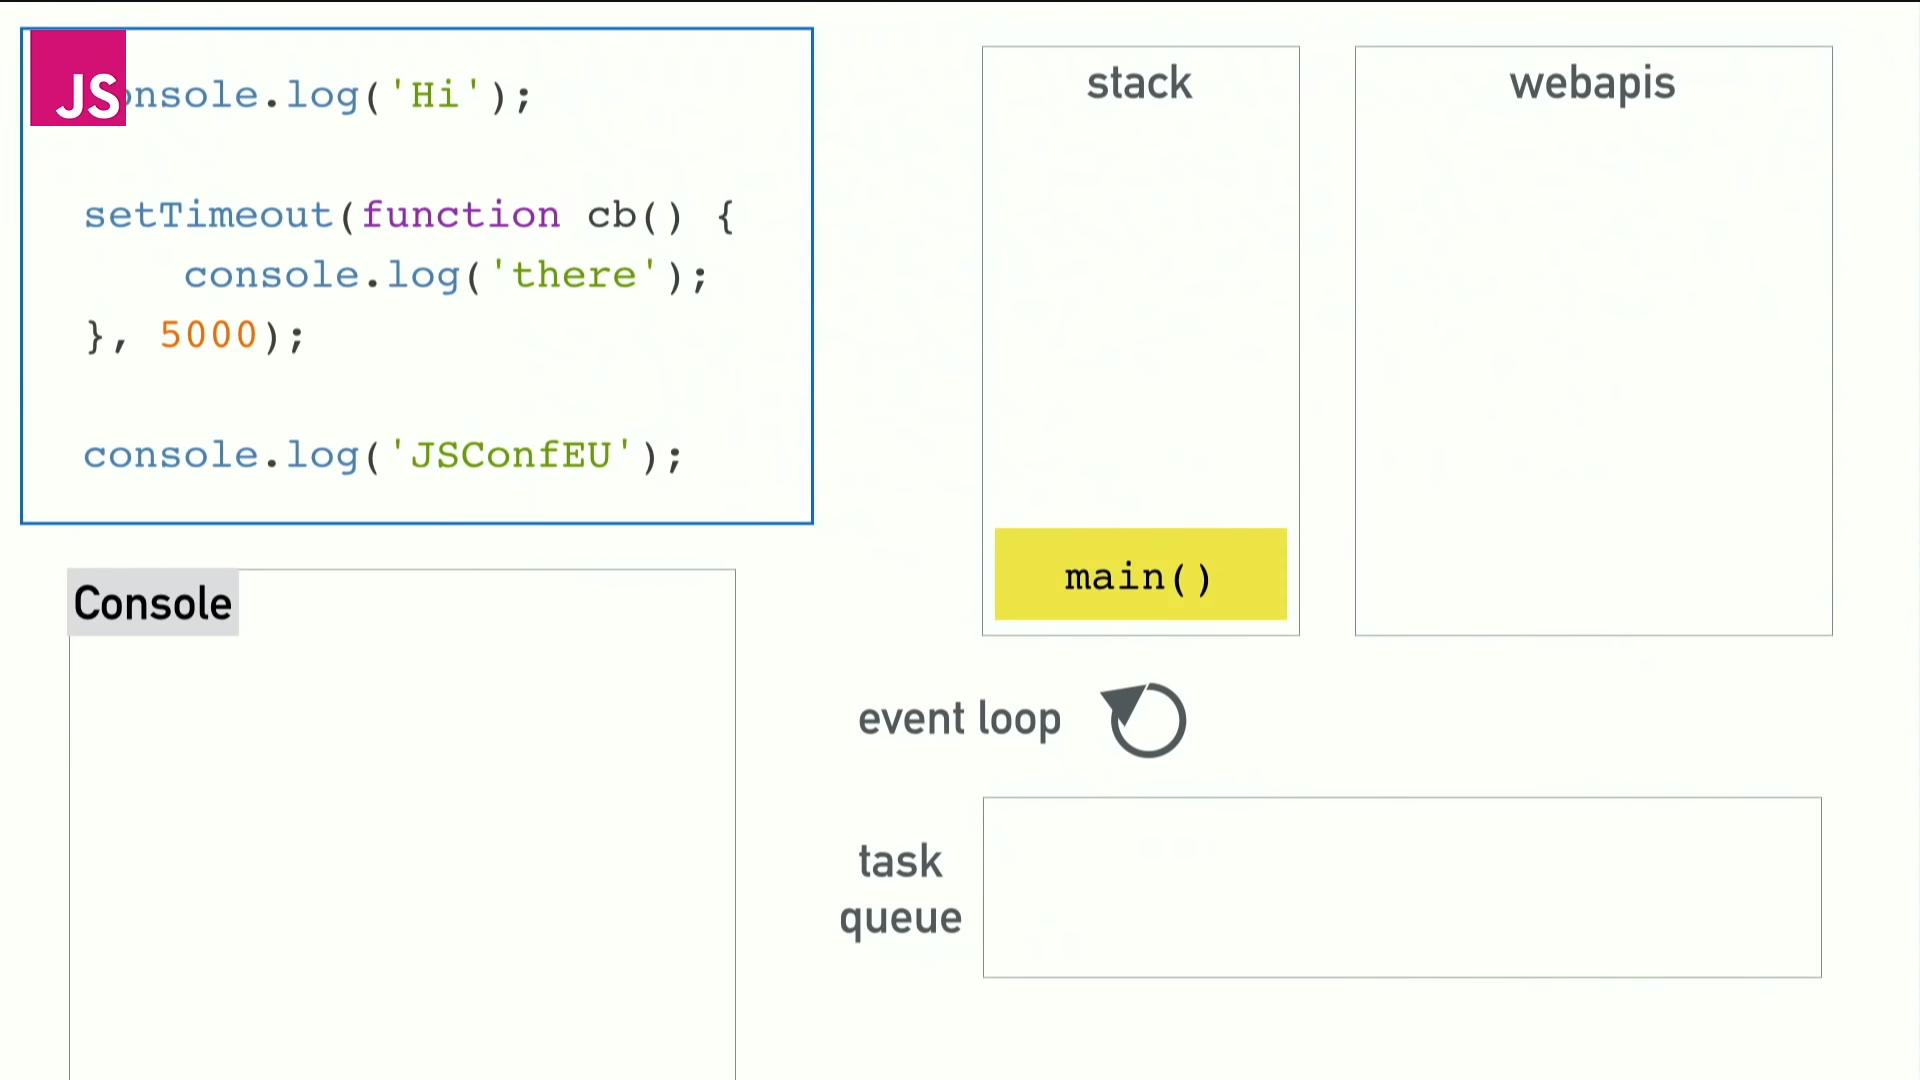 JS
onsole.log('Hi');
setTimeout(function cb() {
    console.log('there');
}, 5000);
console.log('JSConfEU');
Console
stack
main()
webapis
event loop
task
queue